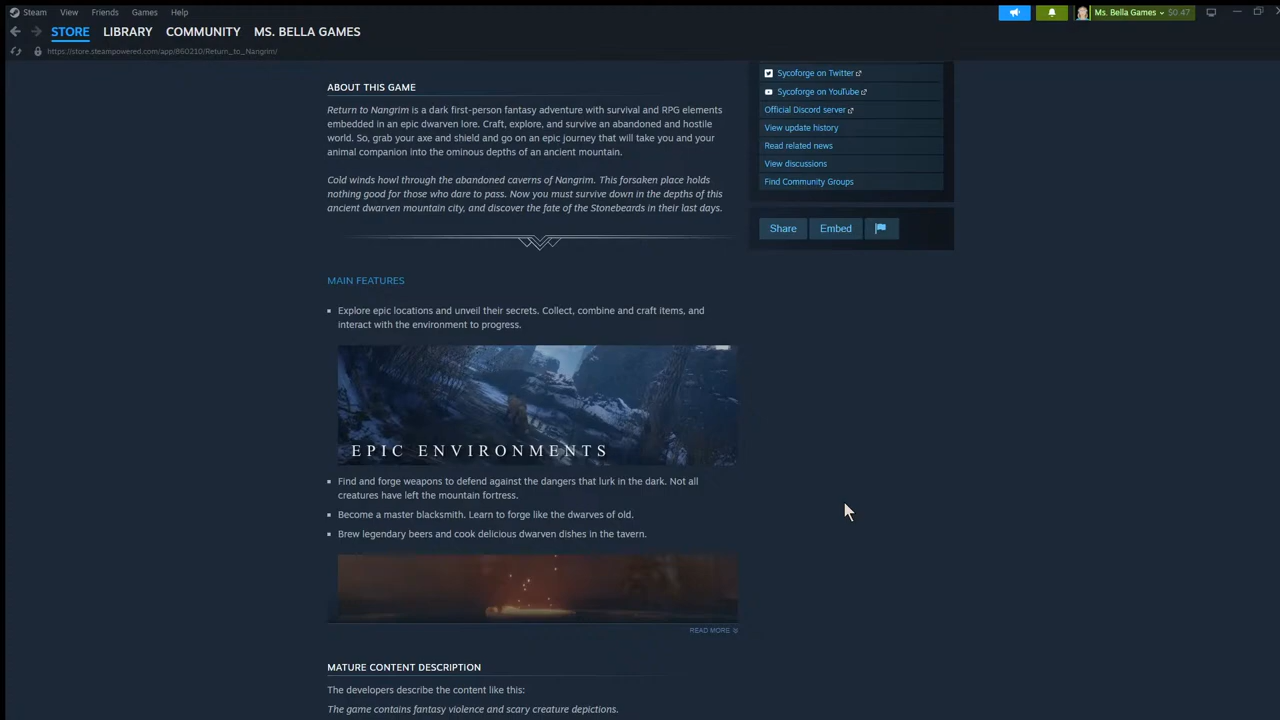 Steam View Friends Games Help
Ms. Bella Games $0.47
STORE LIBRARY COMMUNITY MS. BELLA GAMES
https://store.steampowered.com/app/860210/Return_to_Nangrim/
ABOUT THIS GAME
Return to Nangrim is a dark first-person fantasy adventure with survival and RPG elements
embedded in an epic dwarven lore. Craft, explore, and survive an abandoned and hostile
world. So, grab your axe and shield and go on an epic journey that will take you and your
animal companion into the ominous depths of an ancient mountain.
Cold winds howl through the abandoned caverns of Nangrim. This forsaken place holds
nothing good for those who dare to pass. Now you must survive down in the depths of this
ancient dwarven mountain city, and discover the fate of the Stonebeards in their last days.
MAIN FEATURES
Explore epic locations and unveil their secrets. Collect, combine and craft items, and
interact with the environment to progress.
EPIC ENVIRONMENTS
Find and forge weapons to defend against the dangers that lurk in the dark. Not all
creatures have left the mountain fortress.
Become a master blacksmith. Learn to forge like the dwarves of old.
Brew legendary beers and cook delicious dwarven dishes in the tavern.
READ MORE
MATURE CONTENT DESCRIPTION
The developers describe the content like this:
The game contains fantasy violence and scary creature depictions.
Sycoforge on Twitter
Sycoforge on YouTube
Official Discord server
View update history
Read related news
View discussions
Find Community Groups
Share Embed